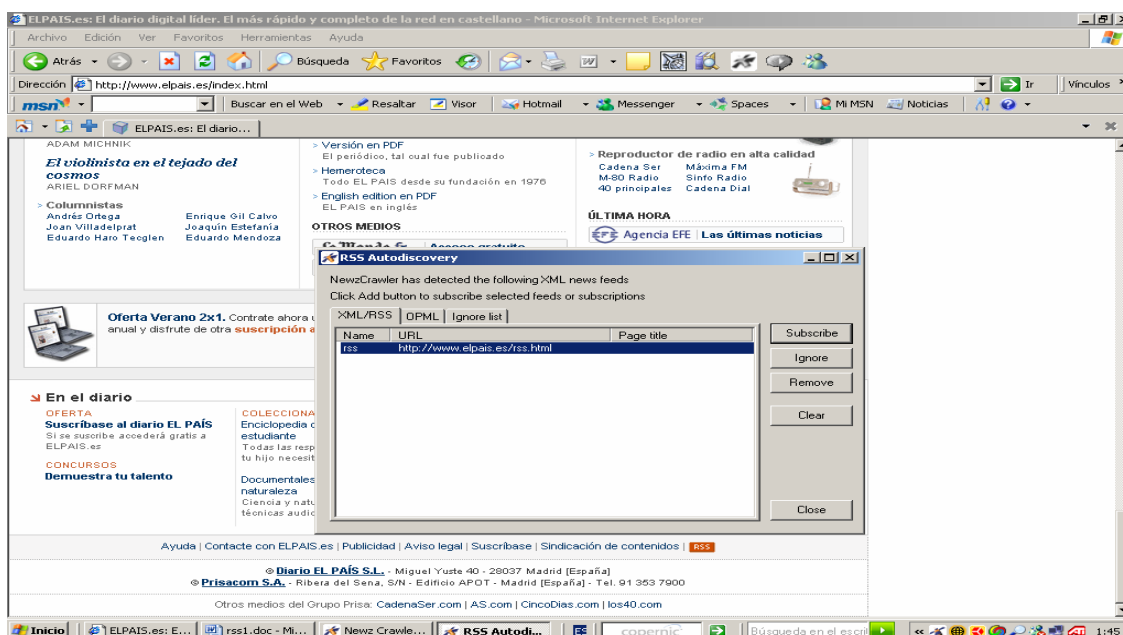 ELPAIS.es: El diario digital líder. El más rápido y completo de la red en castellano - Microsoft Internet Explorer
Archivo Edición Ver Favoritos Herramientas Ayuda
Atrás Búsqueda Favoritos
Dirección http://www.elpais.es/index.html Ir Vínculos
msn Buscar en el Web Resaltar Visor Hotmail Messenger Spaces Mi MSN Noticias
ELPAIS.es: El diario...
ADAM MICHNIK
El violinista en el tejado del
cosmos
ARIEL DORFMAN
> Columnistas
Andrés Ortega Enrique Gil Calvo
Joan Villadelprat Joaquín Estefanía
Eduardo Haro Tecglen Eduardo Mendoza
> Versión en PDF
El periódico, tal cual fue publicado
> Hemeroteca
Todo EL PAIS desde su fundación en 1976
> English edition en PDF
EL PAIS en inglés
OTROS MEDIOS
Acceso gratuito
> Reproductor de radio en alta calidad
Cadena Ser Máxima FM
M-80 Radio Sinfo Radio
40 principales Cadena Dial
ÚLTIMA HORA
EFE Agencia EFE Las últimas noticias
RSS Autodiscovery
NewzCrawler has detected the following XML news feeds
Click Add button to subscribe selected feeds or subscriptions
XML/RSS OPML Ignore list
Name URL Page title
rss http://www.elpais.es/rss.html
Subscribe
Ignore
Remove
Clear
Close
Oferta Verano 2x1. Contrate ahora
anual y disfrute de otra suscripción
En el diario
OFERTA
Suscríbase al diario EL PAÍS
Si se suscribe accederá gratis a
ELPAIS.es
CONCURSOS
Demuestra tu talento
COLECCIONA
Enciclopedia
estudiante
Todas las resp
tu hijo necesit
Documentales
naturaleza
Ciencia y natu
técnicas audio
Ayuda | Contacte con ELPAIS.es | Publicidad | Aviso legal | Suscríbase | Sindicación de contenidos | RSS
© Diario EL PAÍS S.L. - Miguel Yuste 40 - 28037 Madrid [España]
© Prisacom S.A. - Ribera del Sena, S/N - Edificio APOT - Madrid [España] - Tel. 91 353 7900
Otros medios del Grupo Prisa: CadenaSer.com | AS.com | CincoDias.com | los40.com
Inicio ELPAIS.es: E... rss1.doc - Mi... Newz Crawle... RSS Autodi... copernic Búsqueda en el escri 1:45